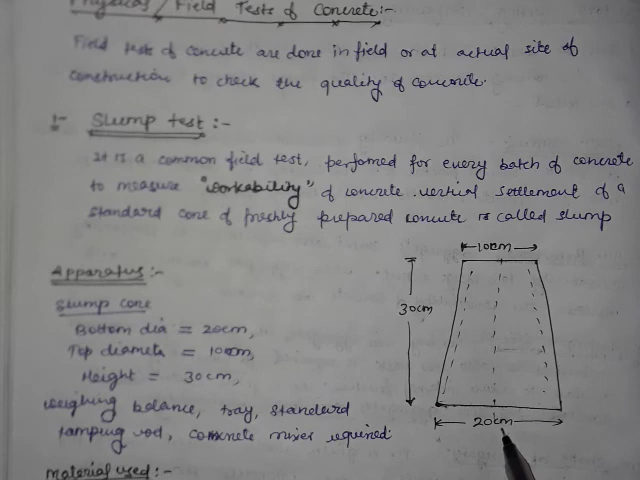 Physical / Field Tests of Concrete:-
Field tests of concrete are done in field or at actual site of
construction to check the quality of concrete.
1- Slump test:-
It is a common field test, perfomed for every batch of concrete
to measure "workability" of concrete. vertical settlement of a
standard cone of freshly prepared concrete is called slump
10cm
Apparatus:-
Slump cone
30cm
Bottom dia = 20cm,
Top diameter = 10cm,
Height = 30cm,
weighing balance, tray, standard
20cm
tamping rod, concrete mixer required
Material used:-